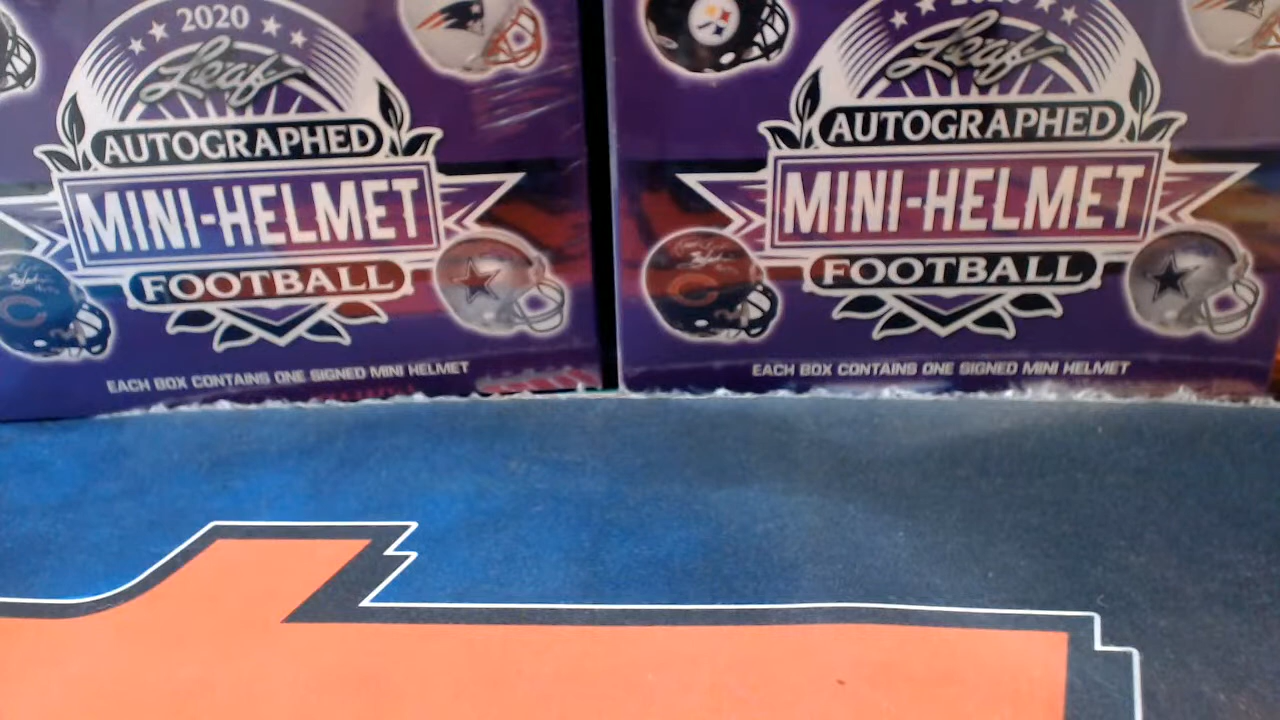 2020
Leaf
AUTOGRAPHED
MINI-HELMET
FOOTBALL
EACH BOX CONTAINS ONE SIGNED MINI HELMET
2020
Leaf
AUTOGRAPHED
MINI-HELMET
FOOTBALL
EACH BOX CONTAINS ONE SIGNED MINI HELMET